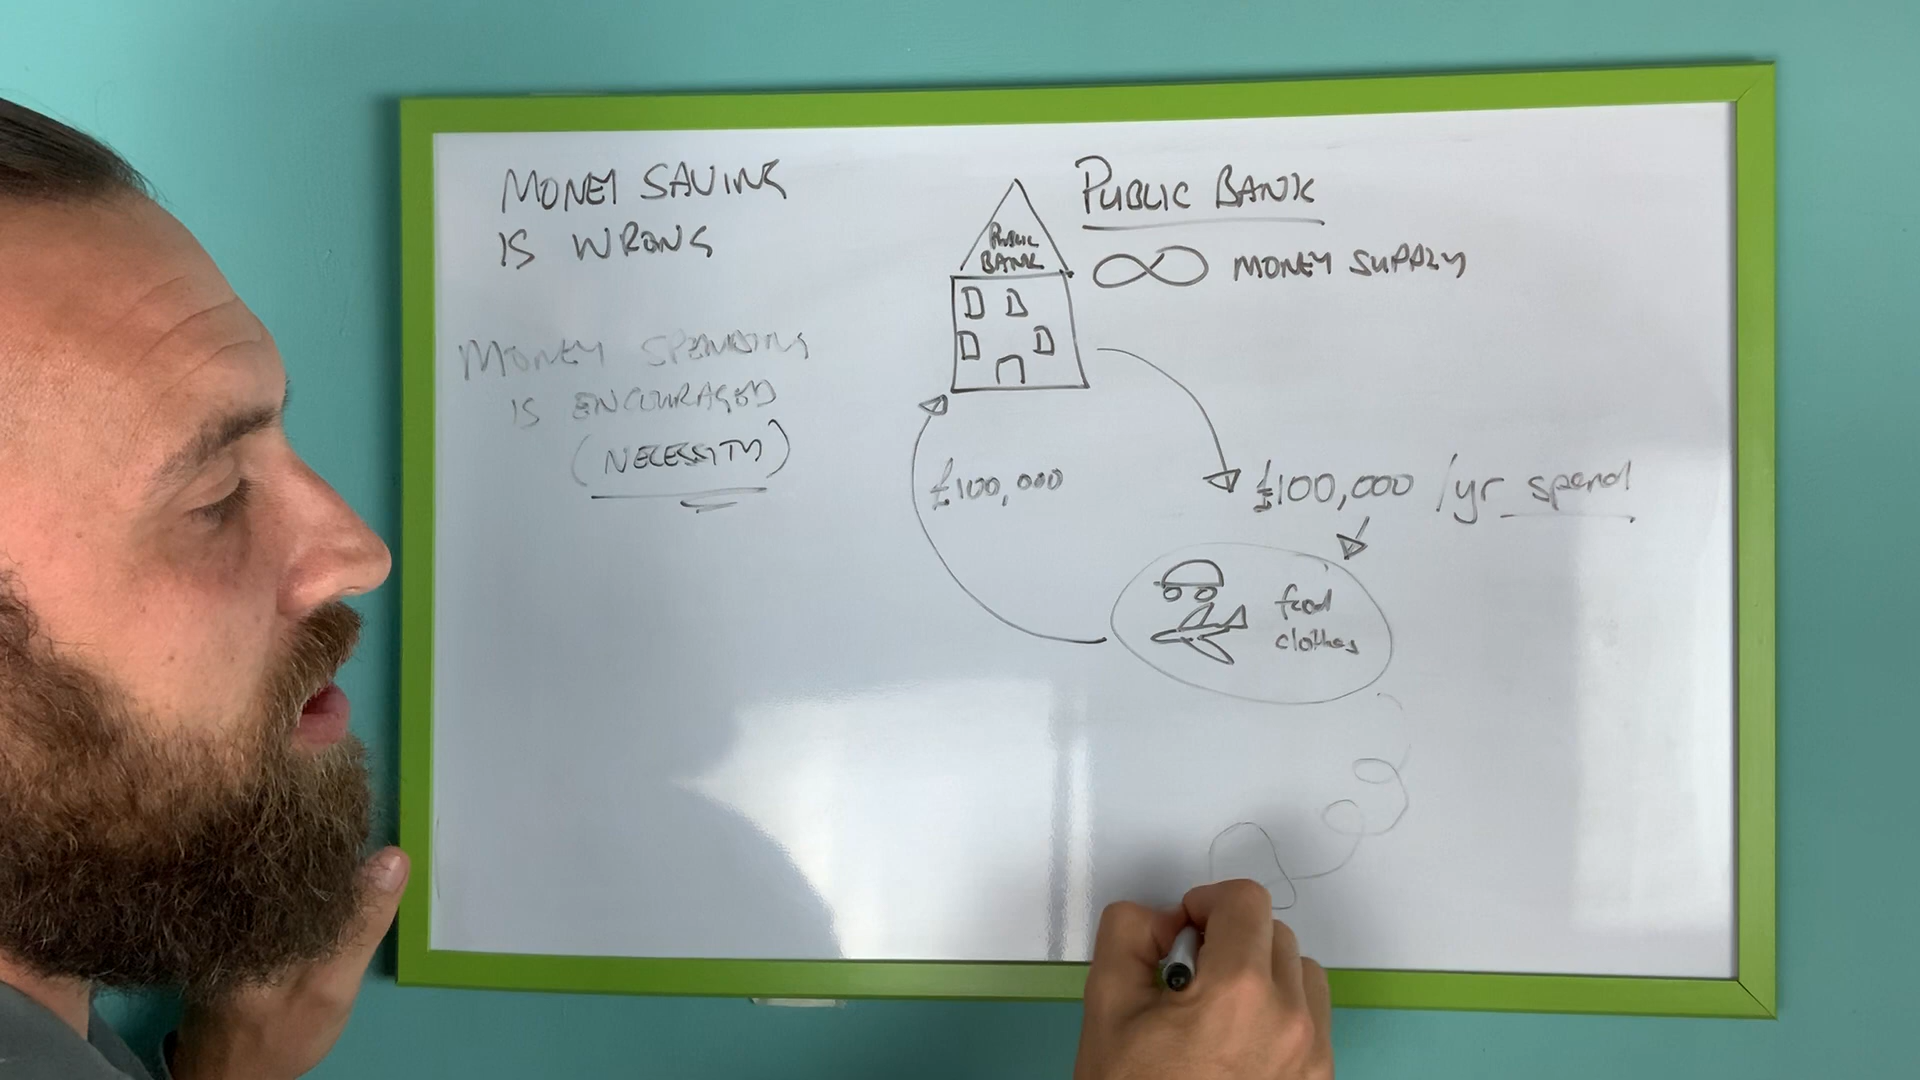 MONEY SAVING
IS WRONG
MONEY SPENDING
IS ENCOURAGED
(NECESSITY)
PUBLIC BANK
PUBLIC
BANK
∞ MONEY SUPPLY
£100,000
£100,000 /yr spend
food
clothes